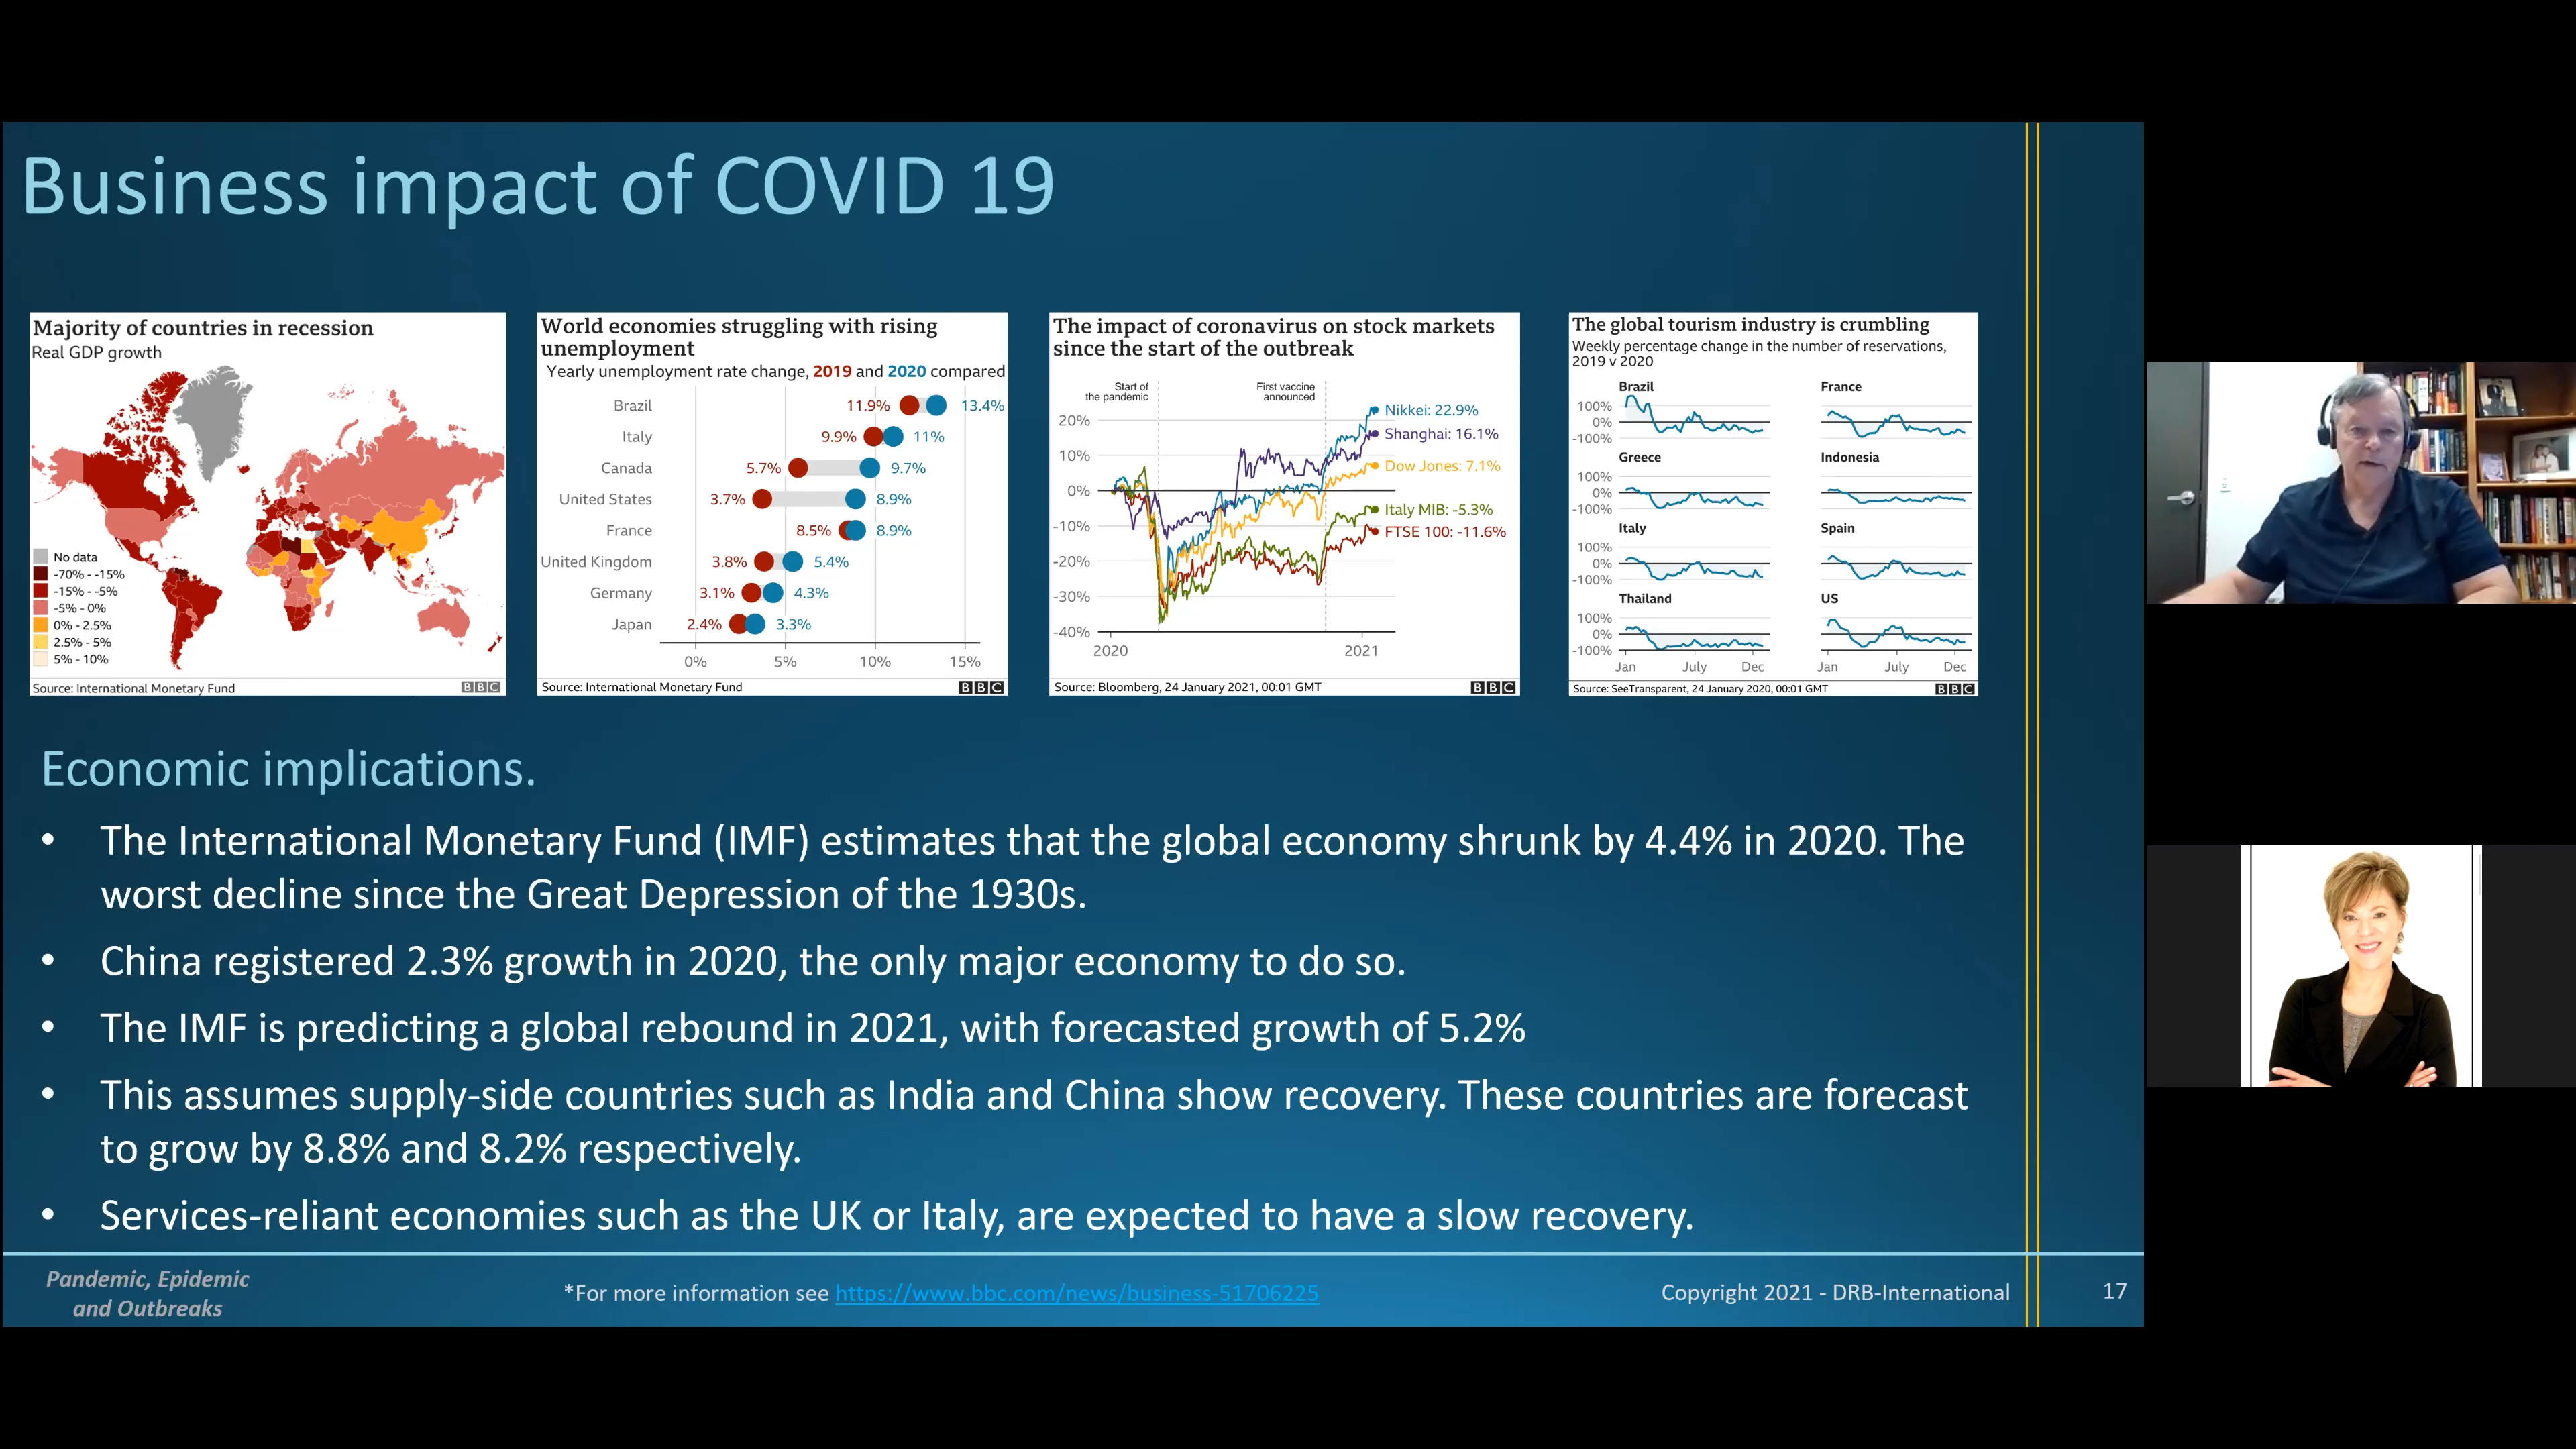 Business impact of COVID 19
Majority of countries in recession
Real GDP growth
No data
-70% - -15%
-15% - -5%
-5% - 0%
0% - 2.5%
2.5% - 5%
5% - 10%
Source: International Monetary Fund
BBC
World economies struggling with rising
unemployment
Yearly unemployment rate change, 2019 and 2020 compared
Brazil 11.9% 13.4%
Italy 9.9% 11%
Canada 5.7% 9.7%
United States 3.7% 8.9%
France 8.5% 8.9%
United Kingdom 3.8% 5.4%
Germany 3.1% 4.3%
Japan 2.4% 3.3%
0% 5% 10% 15%
Source: International Monetary Fund
BBC
The impact of coronavirus on stock markets
since the start of the outbreak
Start of
the pandemic
First vaccine
announced
20%
10%
0%
-10%
-20%
-30%
-40%
Nikkei: 22.9%
Shanghai: 16.1%
Dow Jones: 7.1%
Italy MIB: -5.3%
FTSE 100: -11.6%
2020 2021
Source: Bloomberg, 24 January 2021, 00:01 GMT
BBC
The global tourism industry is crumbling
Weekly percentage change in the number of reservations,
2019 v 2020
Brazil France
100%
0%
-100%
Greece Indonesia
100%
0%
-100%
Italy Spain
100%
0%
-100%
Thailand US
100%
0%
-100%
Jan July Dec Jan July Dec
Source: SeeTransparent, 24 January 2020, 00:01 GMT
BBC
Economic implications.
• The International Monetary Fund (IMF) estimates that the global economy shrunk by 4.4% in 2020. The
worst decline since the Great Depression of the 1930s.
• China registered 2.3% growth in 2020, the only major economy to do so.
• The IMF is predicting a global rebound in 2021, with forecasted growth of 5.2%
• This assumes supply-side countries such as India and China show recovery. These countries are forecast
to grow by 8.8% and 8.2% respectively.
• Services-reliant economies such as the UK or Italy, are expected to have a slow recovery.
Pandemic, Epidemic
and Outbreaks
*For more information see https://www.bbc.com/news/business-51706225
Copyright 2021 - DRB-International
17